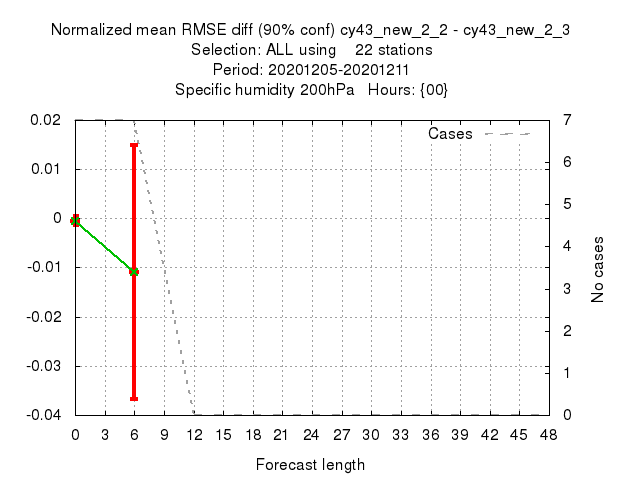 Normalized mean RMSE diff (90% conf) cy43_new_2_2 - cy43_new_2_3
Selection: ALL using 22 stations
Period: 20201205-20201211
Specific humidity 200hPa Hours: {00}
Cases
0.02
0.01
0
-0.01
-0.02
-0.03
-0.04
7
6
5
4
3
2
1
0
No cases
0 3 6 9 12 15 18 21 24 27 30 33 36 39 42 45 48
Forecast length